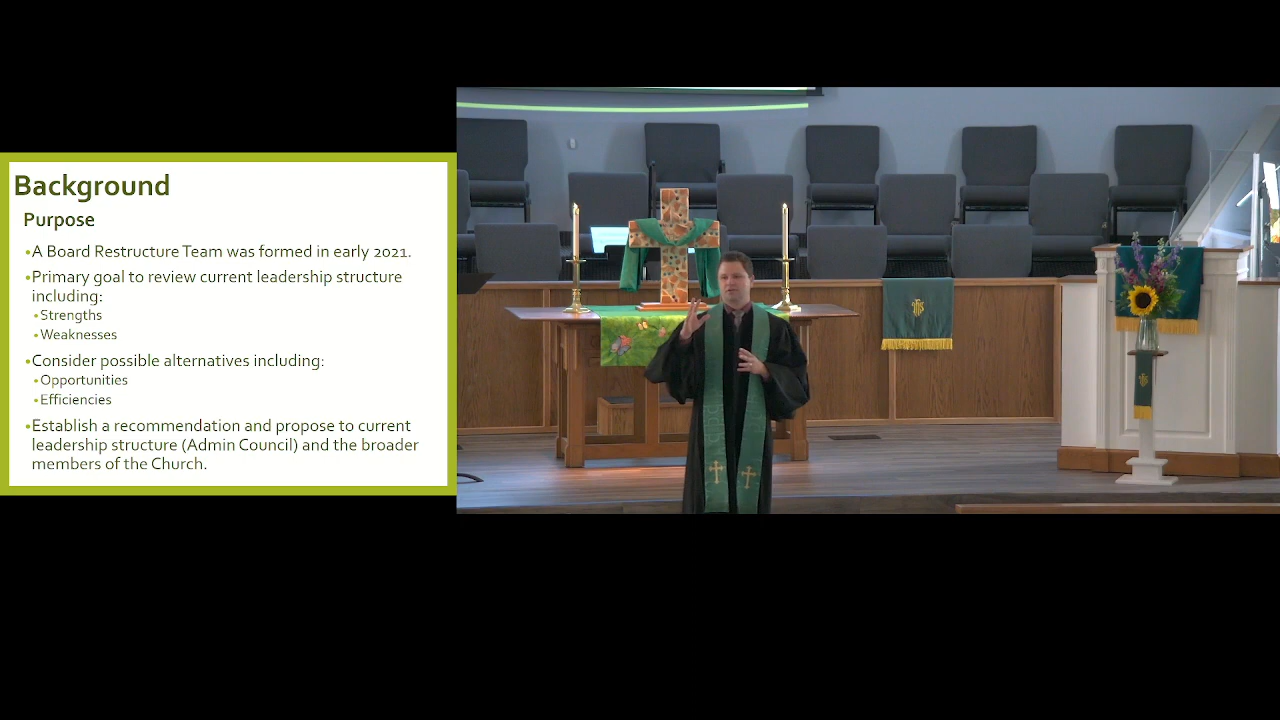 Background
Purpose
•A Board Restructure Team was formed in early 2021.
•Primary goal to review current leadership structure
including:
•Strengths
•Weaknesses
•Consider possible alternatives including:
•Opportunities
•Efficiencies
•Establish a recommendation and propose to current
leadership structure (Admin Council) and the broader
members of the Church.